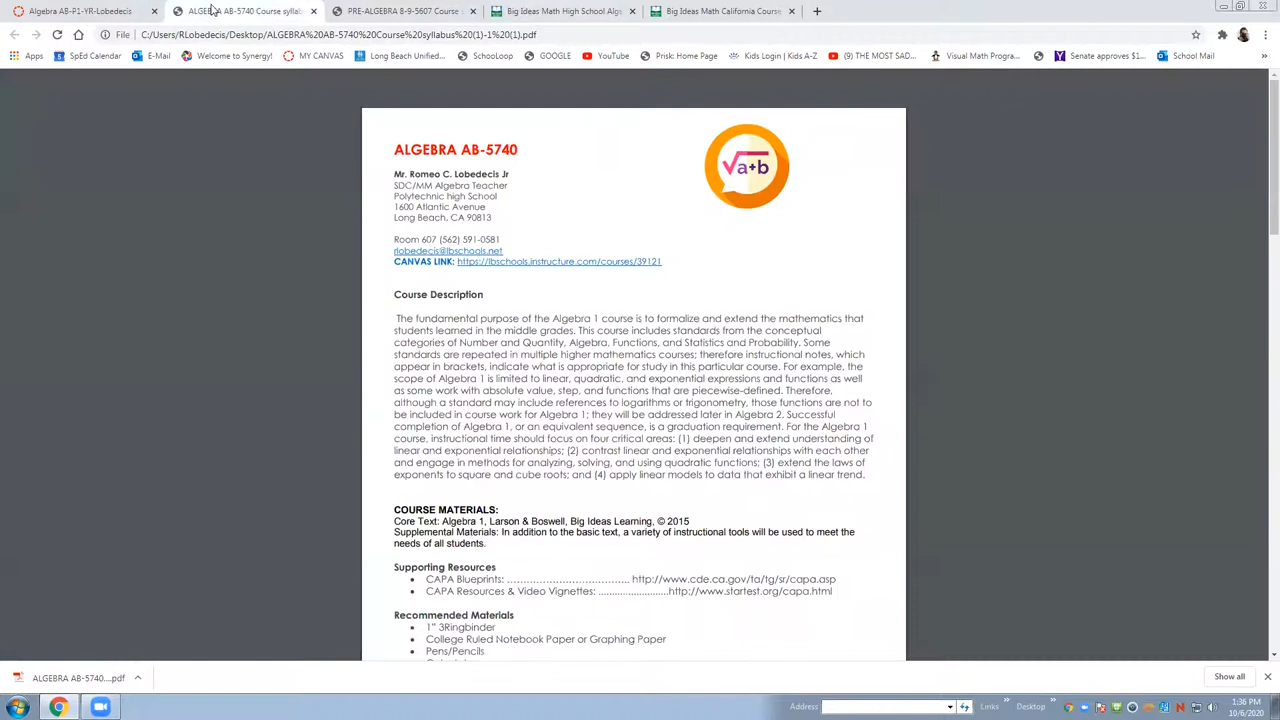 Algebra AB-P1-YR-Lobedecis
ALGEBRA AB-5740 Course syllab
PRE-ALGEBRA 8-9-5607 Course
Big Ideas Math High School Alge
Big Ideas Math California Course
File
C:/Users/RLobedecis/Desktop/ALGEBRA%20AB-5740%20Course%20syllabus%20(1)-1%20(1).pdf
Apps SpEd Calendar E-Mail Welcome to Synergy! MY CANVAS Long Beach Unified... SchooLoop GOOGLE YouTube Prisk: Home Page Kids Login | Kids A-Z (9) THE MOST SAD... Visual Math Progra... Senate approves $1... School Mail »
ALGEBRA AB-5740
√a+b
Mr. Romeo C. Lobedecis Jr
SDC/MM Algebra Teacher
Polytechnic high School
1600 Atlantic Avenue
Long Beach, CA 90813
Room 607 (562) 591-0581
rlobedecis@lbschools.net
CANVAS LINK: https://lbschools.instructure.com/courses/39121
Course Description
The fundamental purpose of the Algebra 1 course is to formalize and extend the mathematics that
students learned in the middle grades. This course includes standards from the conceptual
categories of Number and Quantity, Algebra, Functions, and Statistics and Probability. Some
standards are repeated in multiple higher mathematics courses; therefore instructional notes, which
appear in brackets, indicate what is appropriate for study in this particular course. For example, the
scope of Algebra 1 is limited to linear, quadratic, and exponential expressions and functions as well
as some work with absolute value, step, and functions that are piecewise-defined. Therefore,
although a standard may include references to logarithms or trigonometry, those functions are not to
be included in course work for Algebra 1; they will be addressed later in Algebra 2. Successful
completion of Algebra 1, or an equivalent sequence, is a graduation requirement. For the Algebra 1
course, instructional time should focus on four critical areas: (1) deepen and extend understanding of
linear and exponential relationships; (2) contrast linear and exponential relationships with each other
and engage in methods for analyzing, solving, and using quadratic functions; (3) extend the laws of
exponents to square and cube roots; and (4) apply linear models to data that exhibit a linear trend.
COURSE MATERIALS:
Core Text: Algebra 1, Larson & Boswell, Big Ideas Learning, © 2015
Supplemental Materials: In addition to the basic text, a variety of instructional tools will be used to meet the
needs of all students.
Supporting Resources
• CAPA Blueprints: ……………………………….. http://www.cde.ca.gov/ta/tg/sr/capa.asp
• CAPA Resources & Video Vignettes: ........................http://www.startest.org/capa.html
Recommended Materials
• 1" 3Ringbinder
• College Ruled Notebook Paper or Graphing Paper
• Pens/Pencils
ALGEBRA AB-5740....pdf
Show all
Address
Links »
Desktop »
1:36 PM
10/6/2020